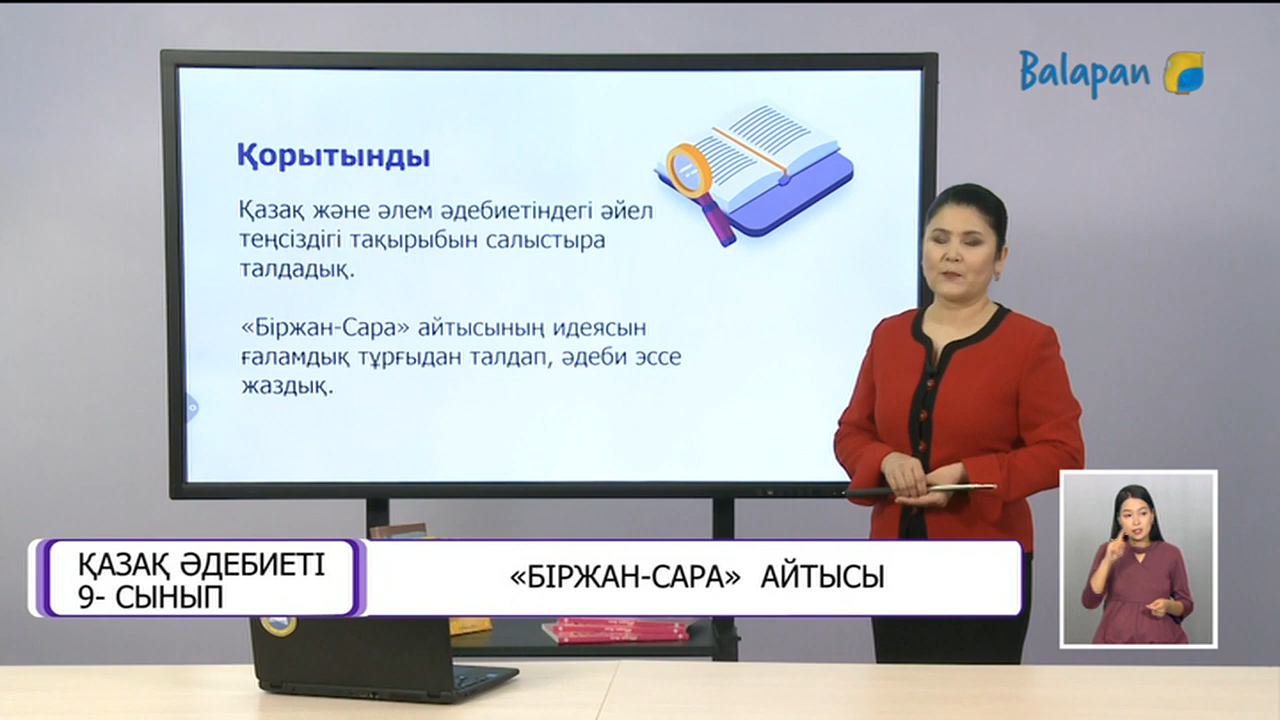 Balapan
Қорытынды
Қазақ және әлем әдебиетіндегі әйел
теңсіздігі тақырыбын салыстыра
талдадық.
«Біржан-Сара» айтысының идеясын
ғаламдық тұрғыдан талдап, әдеби эссе
жаздық.
ҚАЗАҚ ӘДЕБИЕТІ
9- СЫНЫП
«БІРЖАН-САРА» АЙТЫСЫ